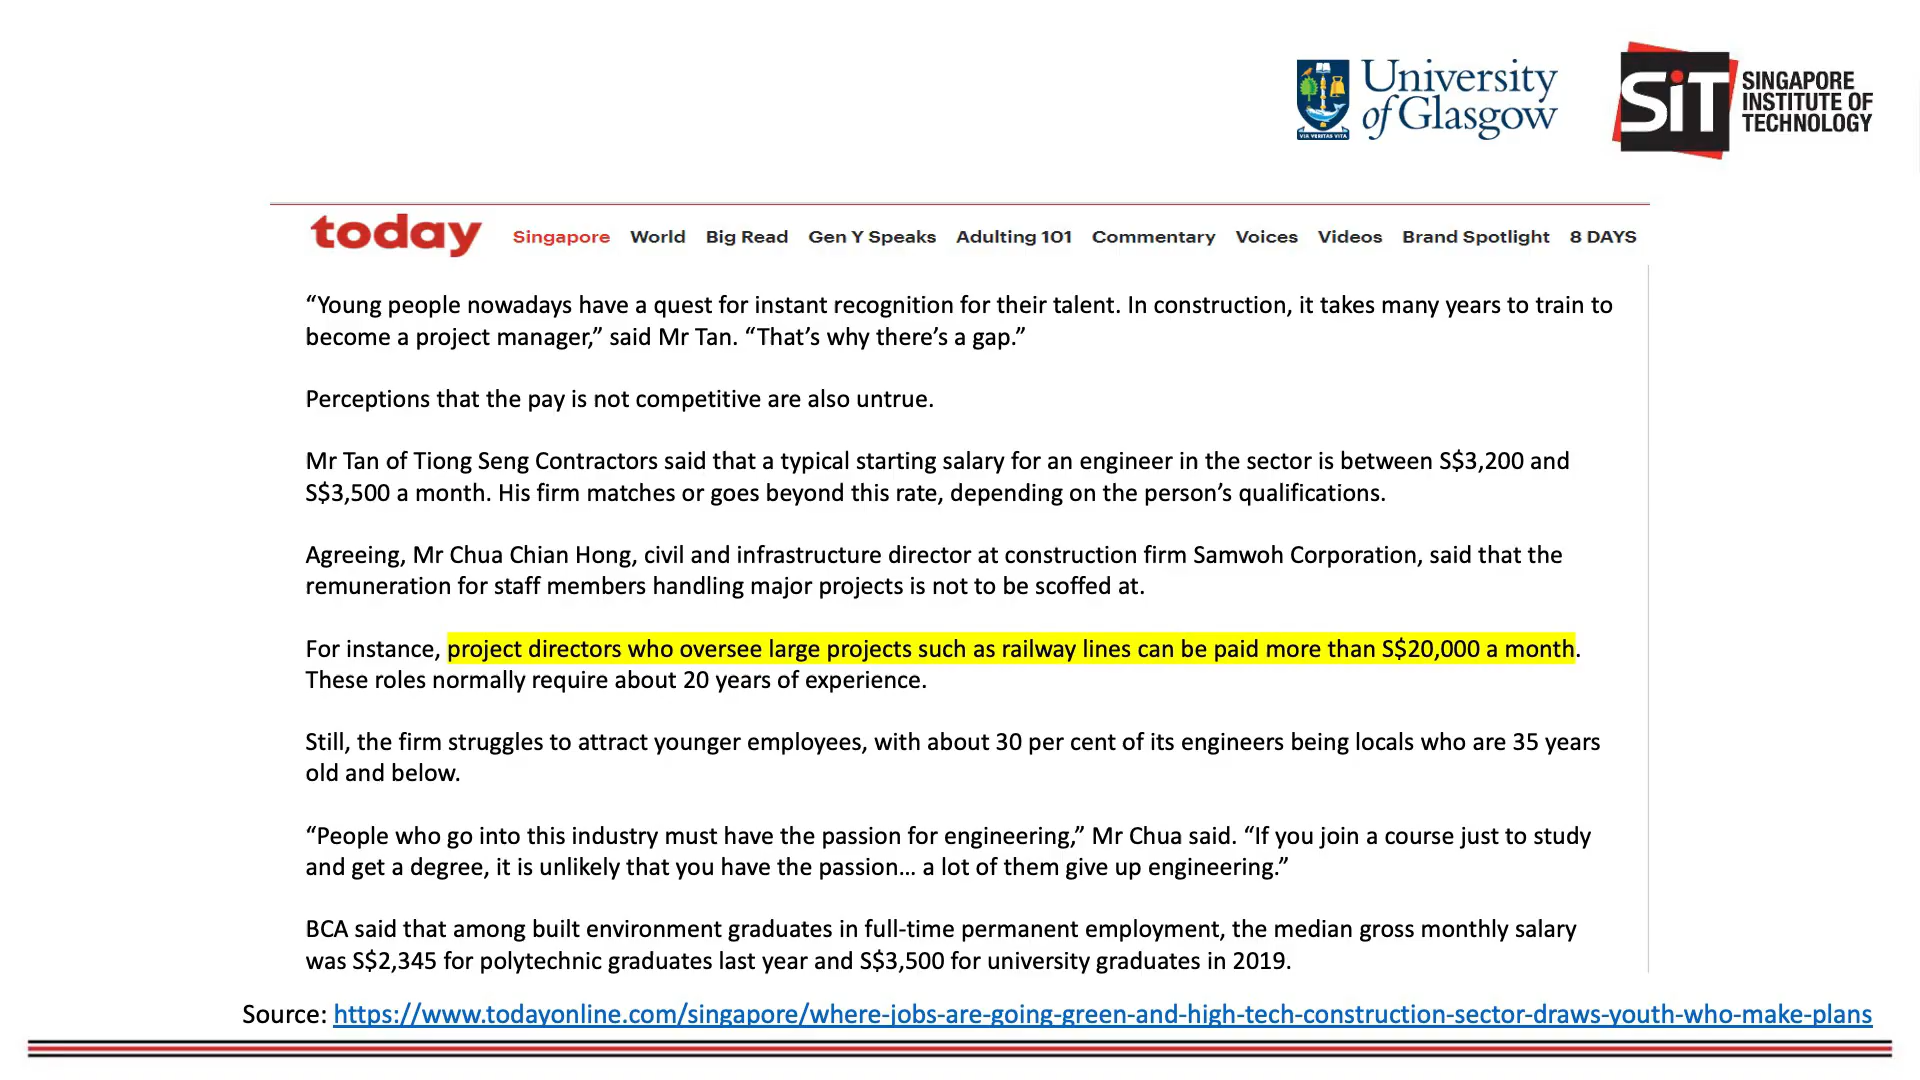 University
of Glasgow
VIA VERITAS VITA
SiT
SINGAPORE
INSTITUTE OF
TECHNOLOGY
today Singapore World Big Read Gen Y Speaks Adulting 101 Commentary Voices Videos Brand Spotlight 8 DAYS
“Young people nowadays have a quest for instant recognition for their talent. In construction, it takes many years to train to
become a project manager,” said Mr Tan. “That’s why there’s a gap.”
Perceptions that the pay is not competitive are also untrue.
Mr Tan of Tiong Seng Contractors said that a typical starting salary for an engineer in the sector is between S$3,200 and
S$3,500 a month. His firm matches or goes beyond this rate, depending on the person’s qualifications.
Agreeing, Mr Chua Chian Hong, civil and infrastructure director at construction firm Samwoh Corporation, said that the
remuneration for staff members handling major projects is not to be scoffed at.
For instance, project directors who oversee large projects such as railway lines can be paid more than S$20,000 a month.
These roles normally require about 20 years of experience.
Still, the firm struggles to attract younger employees, with about 30 per cent of its engineers being locals who are 35 years
old and below.
“People who go into this industry must have the passion for engineering,” Mr Chua said. “If you join a course just to study
and get a degree, it is unlikely that you have the passion… a lot of them give up engineering.”
BCA said that among built environment graduates in full-time permanent employment, the median gross monthly salary
was S$2,345 for polytechnic graduates last year and S$3,500 for university graduates in 2019.
Source: https://www.todayonline.com/singapore/where-jobs-are-going-green-and-high-tech-construction-sector-draws-youth-who-make-plans